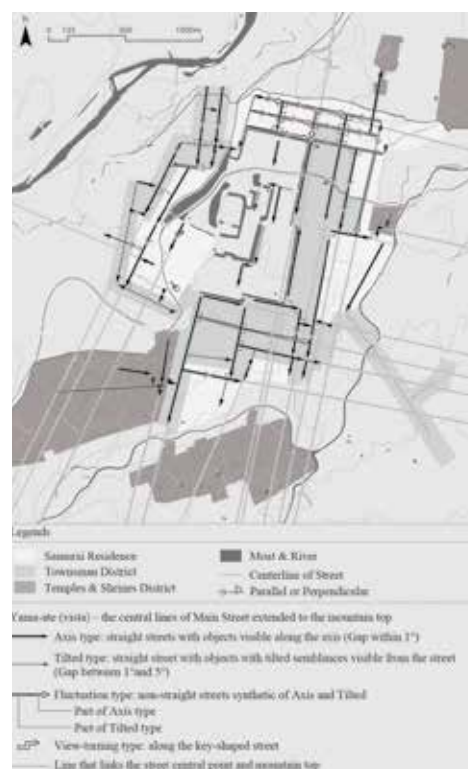 N
0 125 500 1000m
Legends
Samurai Residence
Moat & River
Townsman District
Centerline of Street
Temples & Shrines District
Parallel or Perpendicular
Yama-ate (vista) – the central lines of Main Street extended to the mountain top
Axis type: straight streets with objects visible along the axis (Gap within 1°)
Tilted type: straight street with objects with tilted semblances visible from the street
(Gap between 1°and 5°)
Fluctuation type: non-straight streets synthetic of Axis and Tilted
Part of Axis type
Part of Tilted type
View-turning type: along the key-shaped street
Line that links the street central point and mountain top